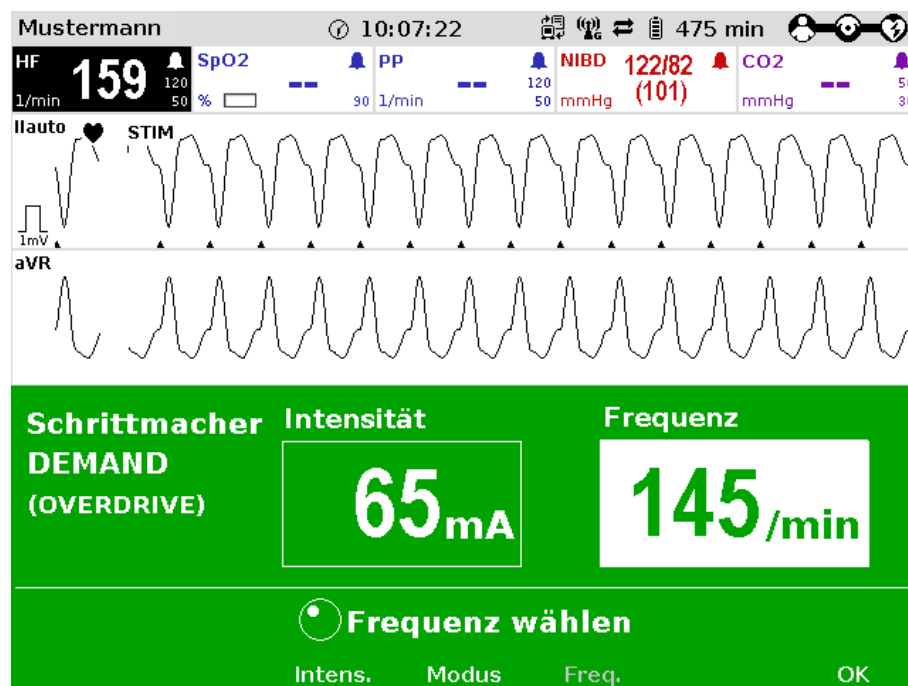 Mustermann 10:07:22 475 min
HF 159 120 50 1/min
SpO2 -- 90 %
PP -- 120 50 1/min
NIBD 122/82 (101) mmHg
CO2 -- mmHg
IIauto STIM
1mV
aVR
Schrittmacher
DEMAND
(OVERDRIVE)
Intensität
65 mA
Frequenz
145 /min
Frequenz wählen
Intens. Modus Freq. OK